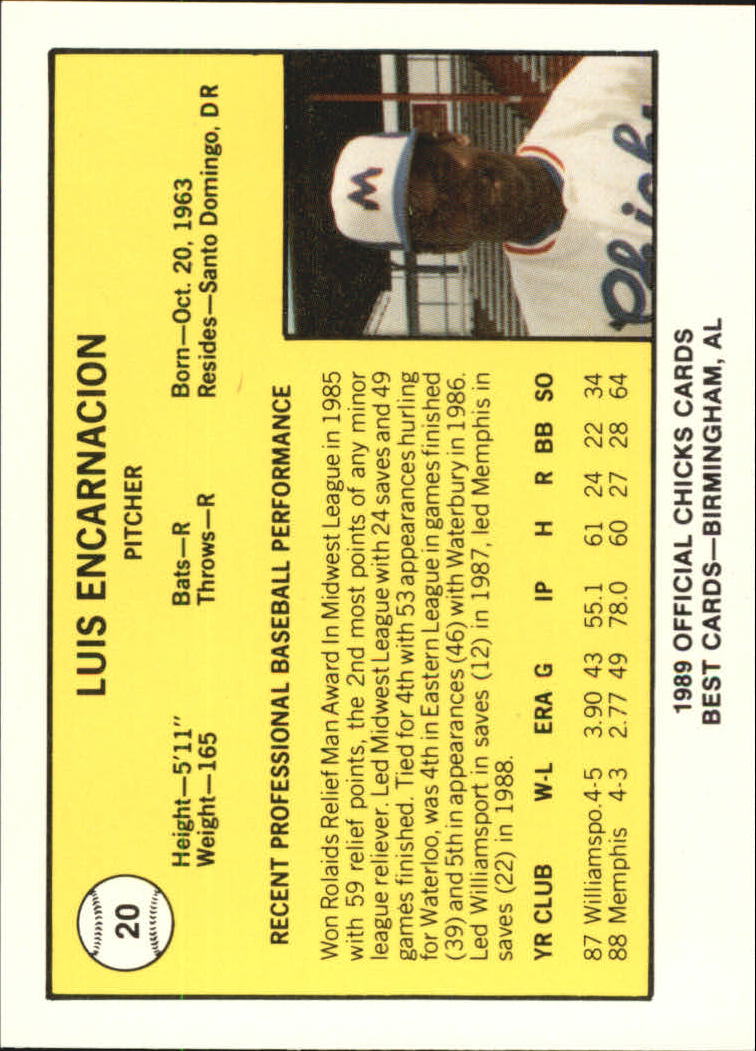 20
LUIS ENCARNACION
PITCHER
Height—5'11" Bats—R Born—Oct. 20, 1963
Weight—165 Throws—R Resides—Santo Domingo, DR
RECENT PROFESSIONAL BASEBALL PERFORMANCE
Won Rolaids Relief Man Award In Midwest League in 1985
with 59 relief points, the 2nd most points of any minor
league reliever. Led Midwest League with 24 saves and 49
games finished. Tied for 4th with 53 appearances hurling
for Waterloo, was 4th in Eastern League in games finished
(39) and 5th in appearances (46) with Waterbury in 1986.
Led Williamsport in saves (12) in 1987, led Memphis in
saves (22) in 1988.
YR CLUB W-L ERA G IP H R BB SO
87 Williamspo. 4-5 3.90 43 55.1 61 24 22 34
88 Memphis 4-3 2.77 49 78.0 60 27 28 64
M
Chicks
1989 OFFICIAL CHICKS CARDS
BEST CARDS—BIRMINGHAM, AL